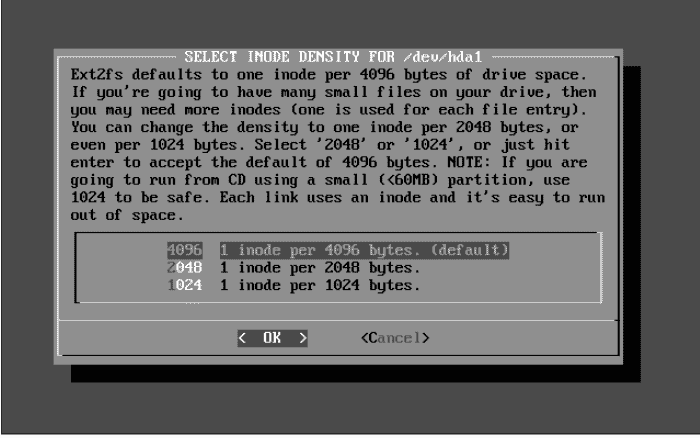 SELECT INODE DENSITY FOR /dev/hda1
Ext2fs defaults to one inode per 4096 bytes of drive space.
If you're going to have many small files on your drive, then
you may need more inodes (one is used for each file entry).
You can change the density to one inode per 2048 bytes, or
even per 1024 bytes. Select '2048' or '1024', or just hit
enter to accept the default of 4096 bytes. NOTE: If you are
going to run from CD using a small (<60MB) partition, use
1024 to be safe. Each link uses an inode and it's easy to run
out of space.
4096 1 inode per 4096 bytes. (default)
2048 1 inode per 2048 bytes.
1024 1 inode per 1024 bytes.
< OK > <Cancel>